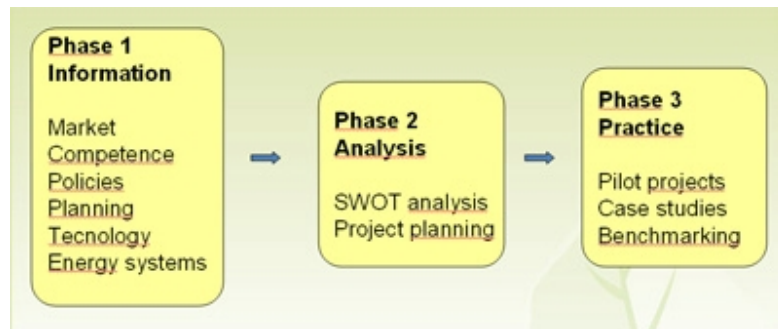 Phase 1
Information
Market
Competence
Policies
Planning
Tecnology
Energy systems
Phase 2
Analysis
SWOT analysis
Project planning
Phase 3
Practice
Pilot projects
Case studies
Benchmarking